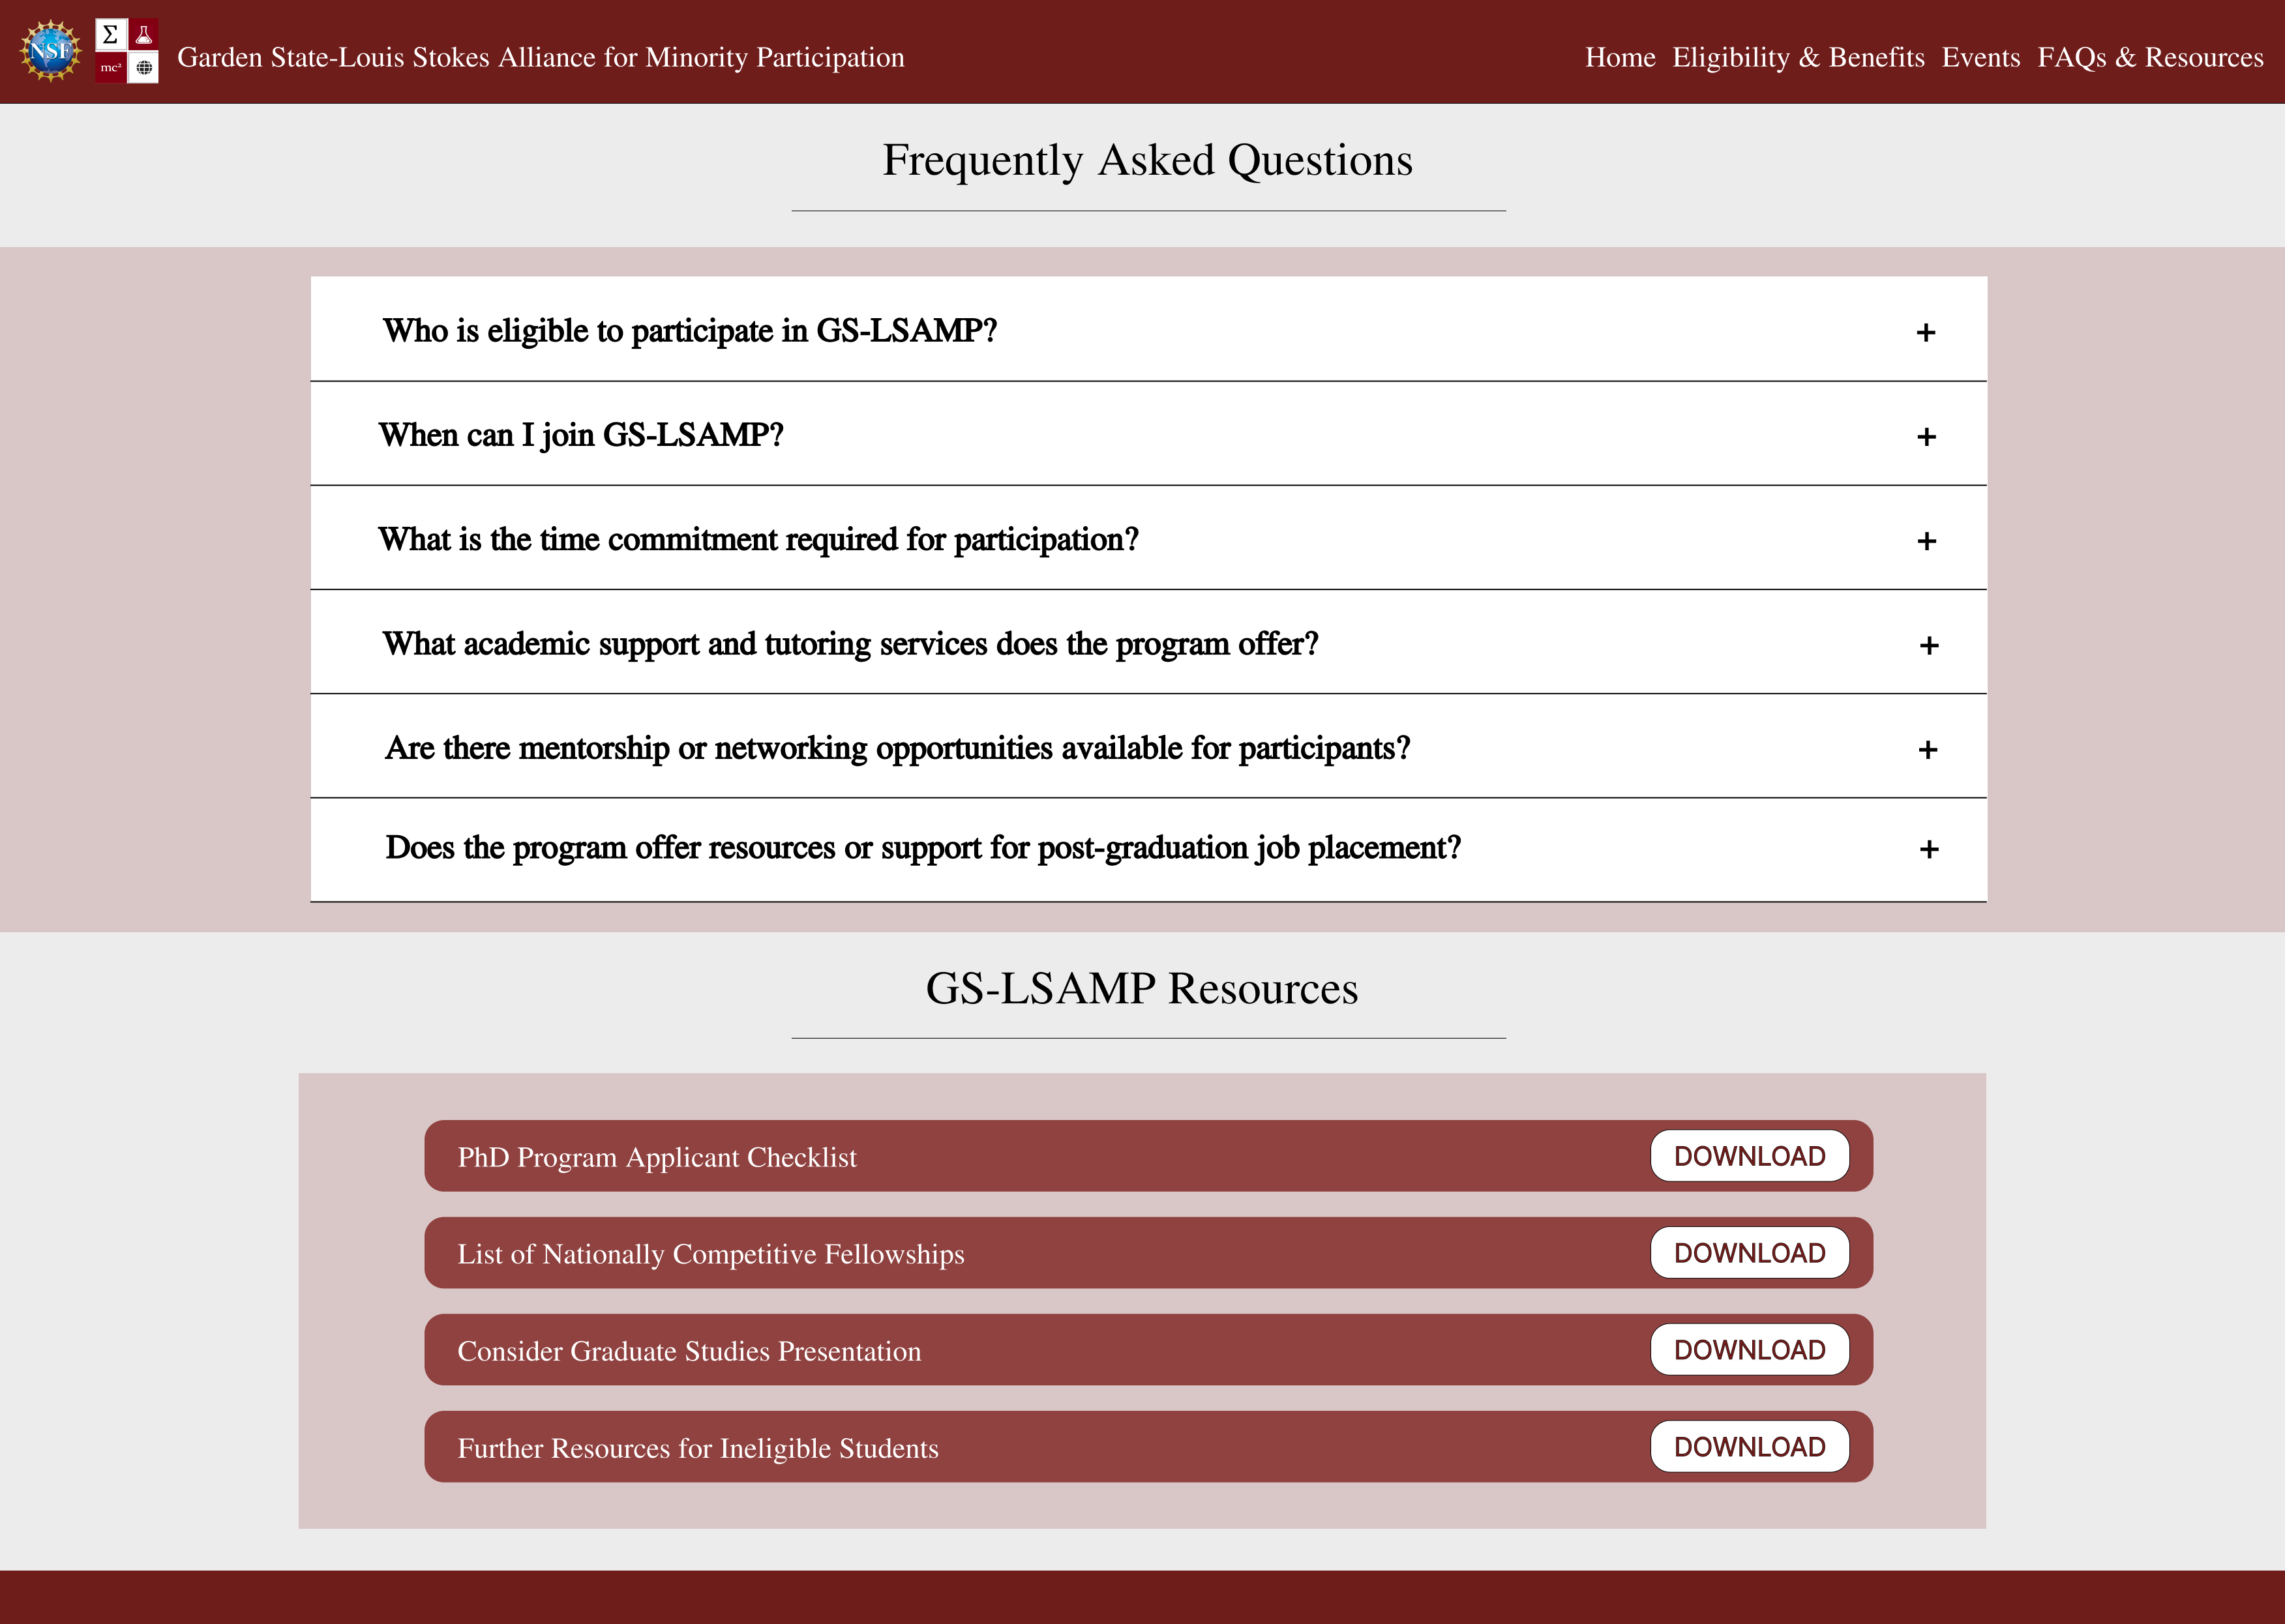 NSF
Σ
mc²
Garden State-Louis Stokes Alliance for Minority Participation
Home Eligibility & Benefits Events FAQs & Resources
Frequently Asked Questions
Who is eligible to participate in GS-LSAMP? +
When can I join GS-LSAMP? +
What is the time commitment required for participation? +
What academic support and tutoring services does the program offer? +
Are there mentorship or networking opportunities available for participants? +
Does the program offer resources or support for post-graduation job placement? +
GS-LSAMP Resources
PhD Program Applicant Checklist DOWNLOAD
List of Nationally Competitive Fellowships DOWNLOAD
Consider Graduate Studies Presentation DOWNLOAD
Further Resources for Ineligible Students DOWNLOAD